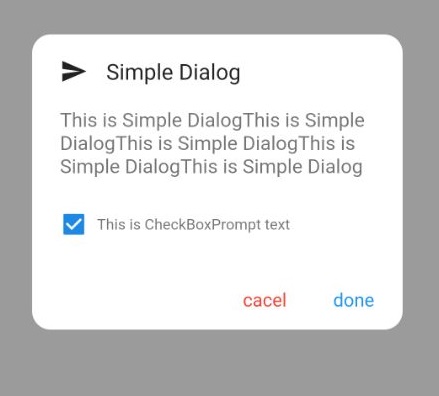 Simple Dialog
This is Simple DialogThis is Simple
DialogThis is Simple DialogThis is
Simple DialogThis is Simple Dialog
This is CheckBoxPrompt text
cacel done